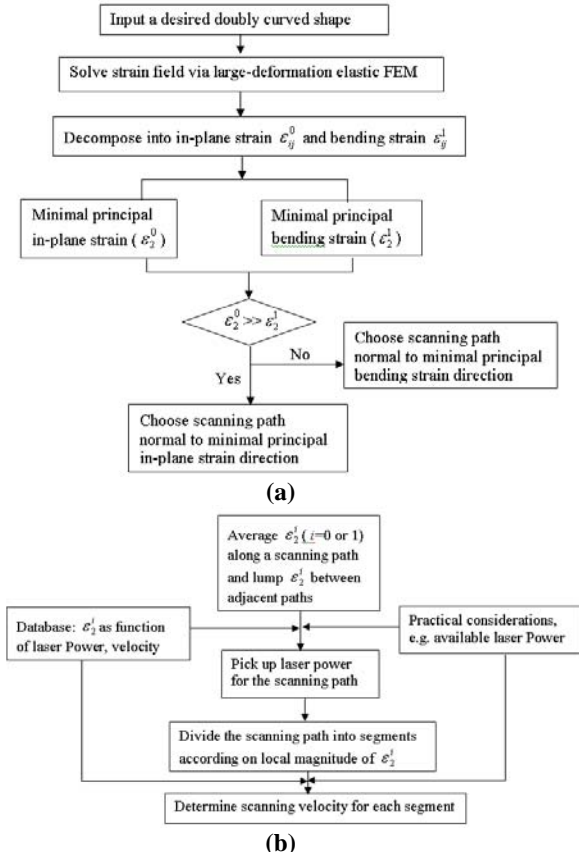 Input a desired doubly curved shape
Solve strain field via large-deformation elastic FEM
Decompose into in-plane strain ε⁰ᵢⱼ and bending strain ε¹ᵢⱼ
Minimal principal
in-plane strain ( ε⁰₂ )
Minimal principal
bending strain ( ε¹₂ )
ε⁰₂ >> ε¹₂
No
Yes
Choose scanning path
normal to minimal principal
bending strain direction
Choose scanning path
normal to minimal principal
in-plane strain direction
(a)
Average ε₂ⁱ ( i=0 or 1)
along a scanning path
and lump ε₂ⁱ between
adjacent paths
Database: ε₂ⁱ as function
of laser Power, velocity
Practical considerations,
e.g. available laser Power
Pick up laser power
for the scanning path
Divide the scanning path into segments
according on local magnitude of ε₂ⁱ
Determine scanning velocity for each segment
(b)